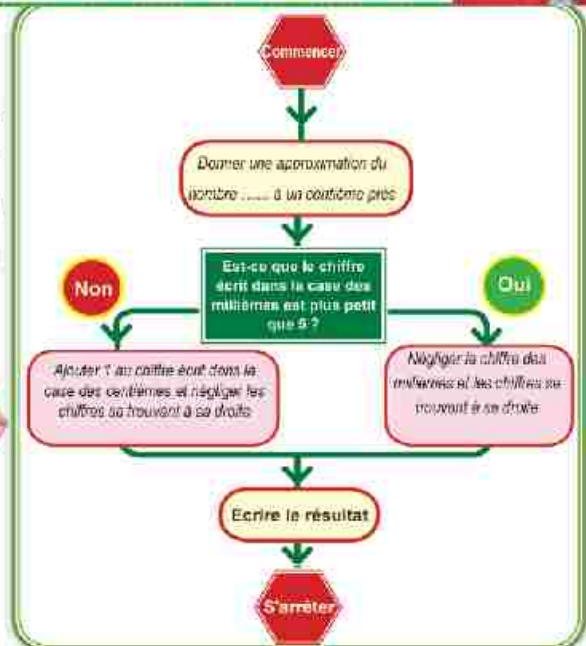 Commencer
Donner une approximation du
nombre ...... à un centième près
Est-ce que le chiffre
écrit dans la case des
millièmes est plus petit
que 5 ?
Non
Oui
Ajouter 1 au chiffre écrit dans la
case des centièmes et négliger les
chiffres se trouvant à sa droite
Négliger le chiffre des
millièmes et les chiffres se
trouvant à sa droite
Ecrire le résultat
S'arrêter